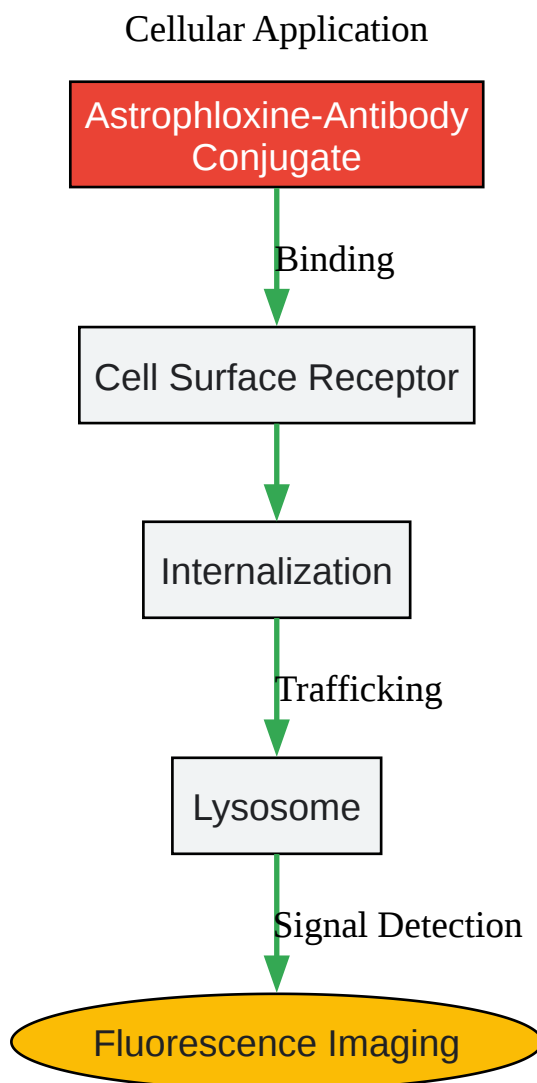 Cellular Application
Astrophloxine-Antibody
Conjugate
Binding
Cell Surface Receptor
Internalization
Trafficking
Lysosome
Signal Detection
Fluorescence Imaging